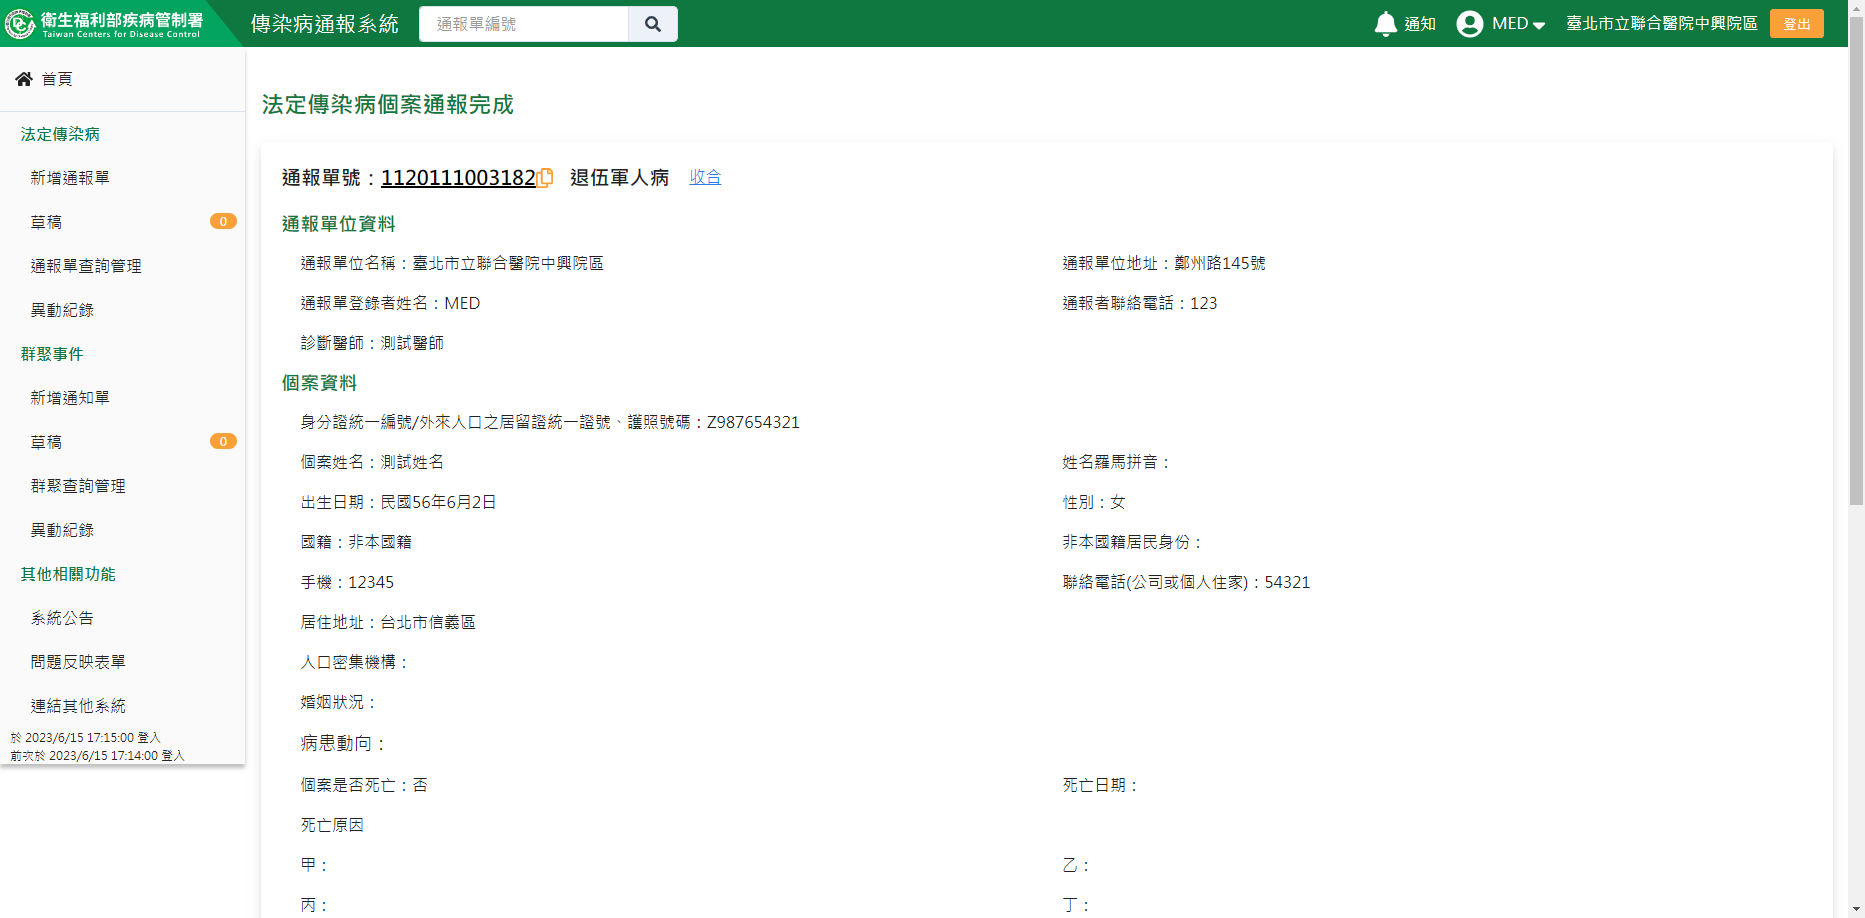 衛生福利部疾病管制署
Taiwan Centers for Disease Control
傳染病通報系統
通報單編號
通知
MED
臺北市立聯合醫院中興院區
登出
首頁
法定傳染病
新增通報單
草稿
0
通報單查詢管理
異動紀錄
群聚事件
新增通知單
草稿
0
群聚查詢管理
異動紀錄
其他相關功能
系統公告
問題反映表單
連結其他系統
於 2023/6/15 17:15:00 登入
前次於 2023/6/15 17:14:00 登入
法定傳染病個案通報完成
通報單號：1120111003182 退伍軍人病 收合
通報單位資料
通報單位名稱：臺北市立聯合醫院中興院區
通報單位地址：鄭州路145號
通報單登錄者姓名：MED
通報者聯絡電話：123
診斷醫師：測試醫師
個案資料
身分證統一編號/外來人口之居留證統一證號、護照號碼：Z987654321
個案姓名：測試姓名
姓名羅馬拼音：
出生日期：民國56年6月2日
性別：女
國籍：非本國籍
非本國籍居民身份：
手機：12345
聯絡電話(公司或個人住家)：54321
居住地址：台北市信義區
人口密集機構：
婚姻狀況：
病患動向：
個案是否死亡：否
死亡日期：
死亡原因
甲：
乙：
丙：
丁：